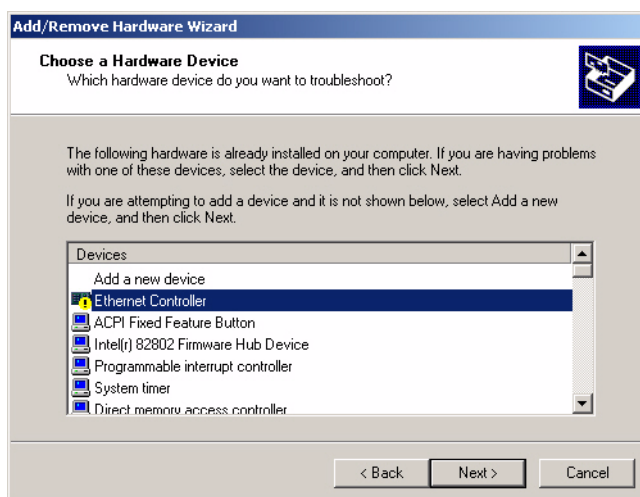 Add/Remove Hardware Wizard
Choose a Hardware Device
Which hardware device do you want to troubleshoot?
The following hardware is already installed on your computer. If you are having problems
with one of these devices, select the device, and then click Next.
If you are attempting to add a device and it is not shown below, select Add a new
device, and then click Next.
Devices
Add a new device
Ethernet Controller
ACPI Fixed Feature Button
Intel(r) 82802 Firmware Hub Device
Programmable interrupt controller
System timer
Direct memory access controller
< Back
Next >
Cancel